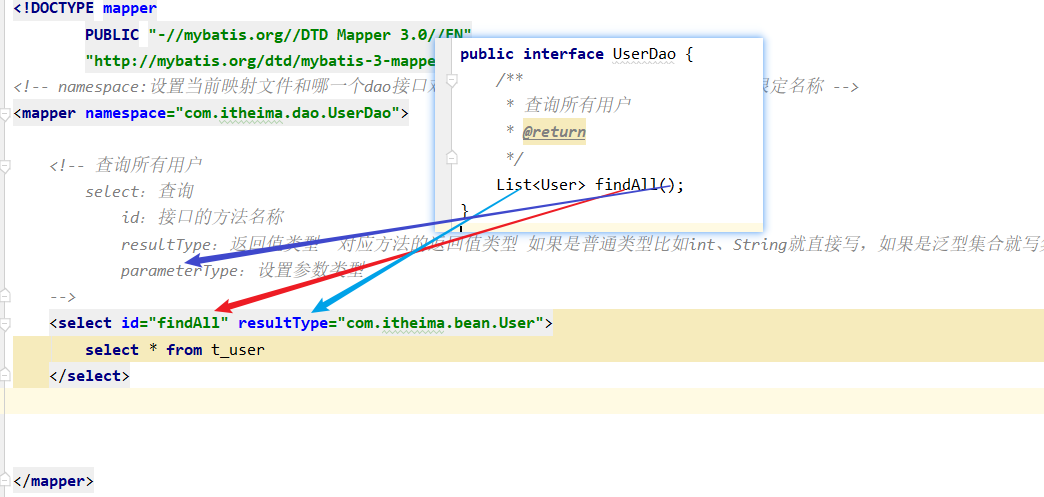 <!DOCTYPE mapper
PUBLIC "-//mybatis.org//DTD Mapper 3.0//EN"
"http://mybatis.org/dtd/mybatis-3-mappe
<!-- namespace:设置当前映射文件和哪一个dao接口
限定名称 -->
<mapper namespace="com.itheima.dao.UserDao">
public interface UserDao {
/**
* 查询所有用户
* @return
*/
List<User> findAll();
}
<!-- 查询所有用户
select: 查询
id: 接口的方法名称
resultType: 返回值类型 对应方法的返回值类型 如果是普通类型比如int、String就直接写，如果是泛型集合就写
parameterType: 设置参数类型
-->
<select id="findAll" resultType="com.itheima.bean.User">
select * from t_user
</select>
</mapper>